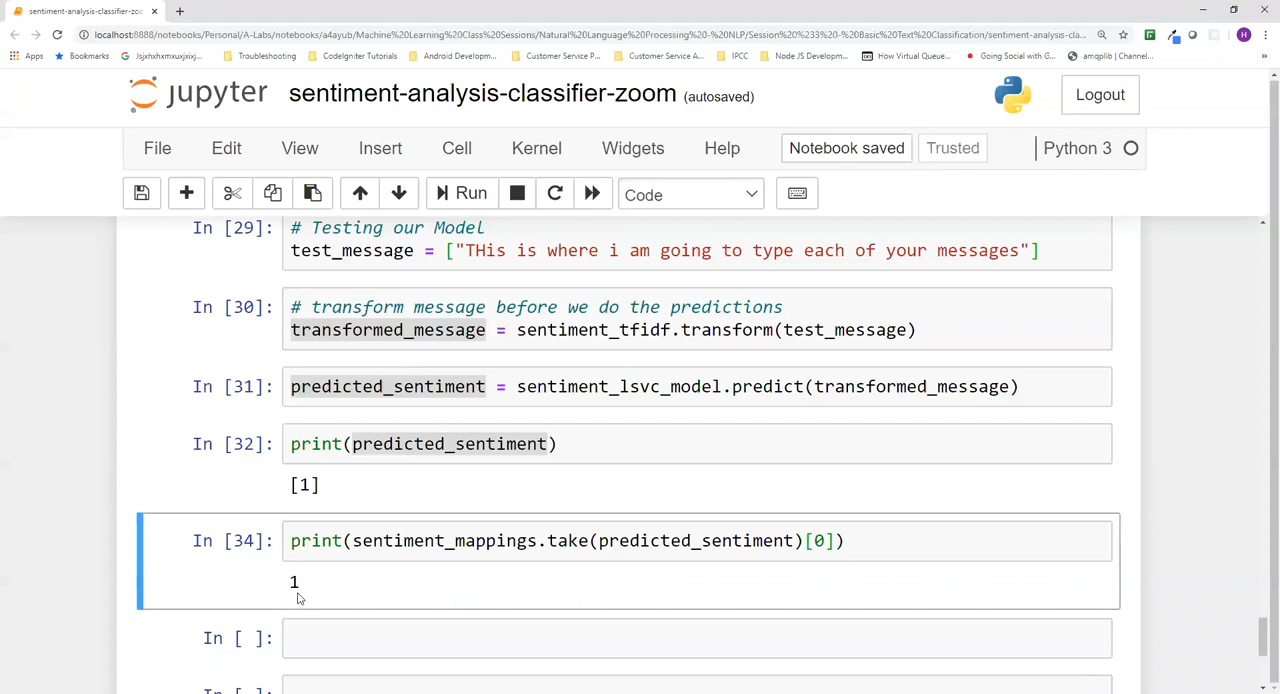 sentiment-analysis-classifier-zoo
localhost:8888/notebooks/Personal/A-Labs/notebooks/a4ayub/Machine%20Learning%20Class%20Sessions/Natural%20Language%20Processing%20-%20NLP/Session%20%233%20-%20Basic%20Text%20Classification/sentiment-analysis-cla...
H
Apps
Bookmarks
Jsjxhxhxmxuxjxixj...
Troubleshooting
CodeIgniter Tutorials
Android Developm...
Customer Service P...
Customer Service A...
IPCC
Node JS Developm...
How Virtual Queue...
Going Social with G...
amqplib | Channel...
»
jupyter sentiment-analysis-classifier-zoom (autosaved)
Logout
File Edit View Insert Cell Kernel Widgets Help Notebook saved Trusted Python 3
Run Code
In [29]: # Testing our Model
test_message = ["THis is where i am going to type each of your messages"]
In [30]: # transform message before we do the predictions
transformed_message = sentiment_tfidf.transform(test_message)
In [31]: predicted_sentiment = sentiment_lsvc_model.predict(transformed_message)
In [32]: print(predicted_sentiment)
[1]
In [34]: print(sentiment_mappings.take(predicted_sentiment)[0])
1
In [ ]: